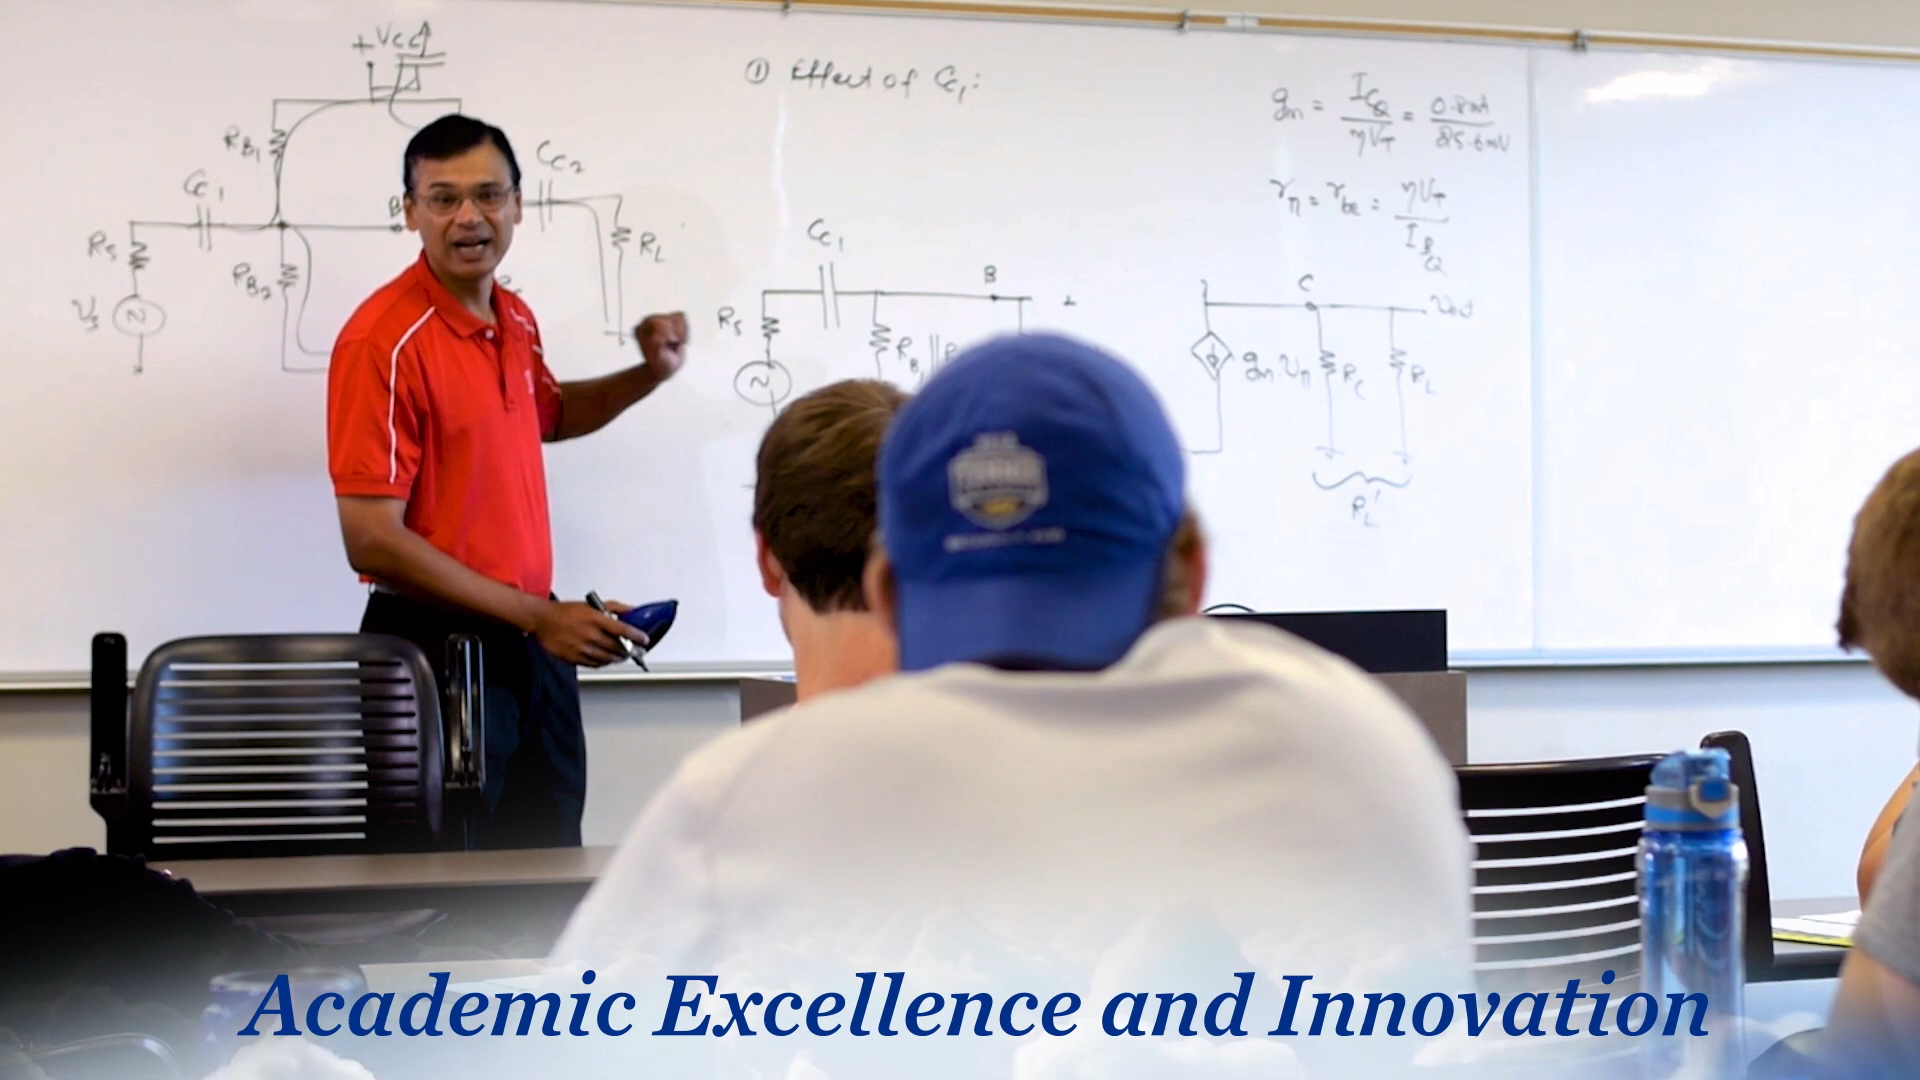 +Vcc
① Effect of Cc1:
gm = ICQ / ηVT = 0.8mA / 25.6mV
RB1
Cc1
Cc2
rπ = rbe = ηVT / IBQ
B
Rs
RB2
RL
Vs
Cc1
B
C
Rs
RB1
gm·Vπ
Rc
RL
RL'
Academic Excellence and Innovation